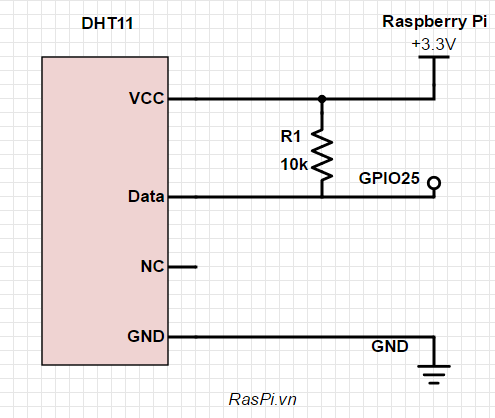 DHT11
Raspberry Pi
+3.3V
VCC
R1
10k
GPIO25
Data
NC
GND
GND
RasPi.vn